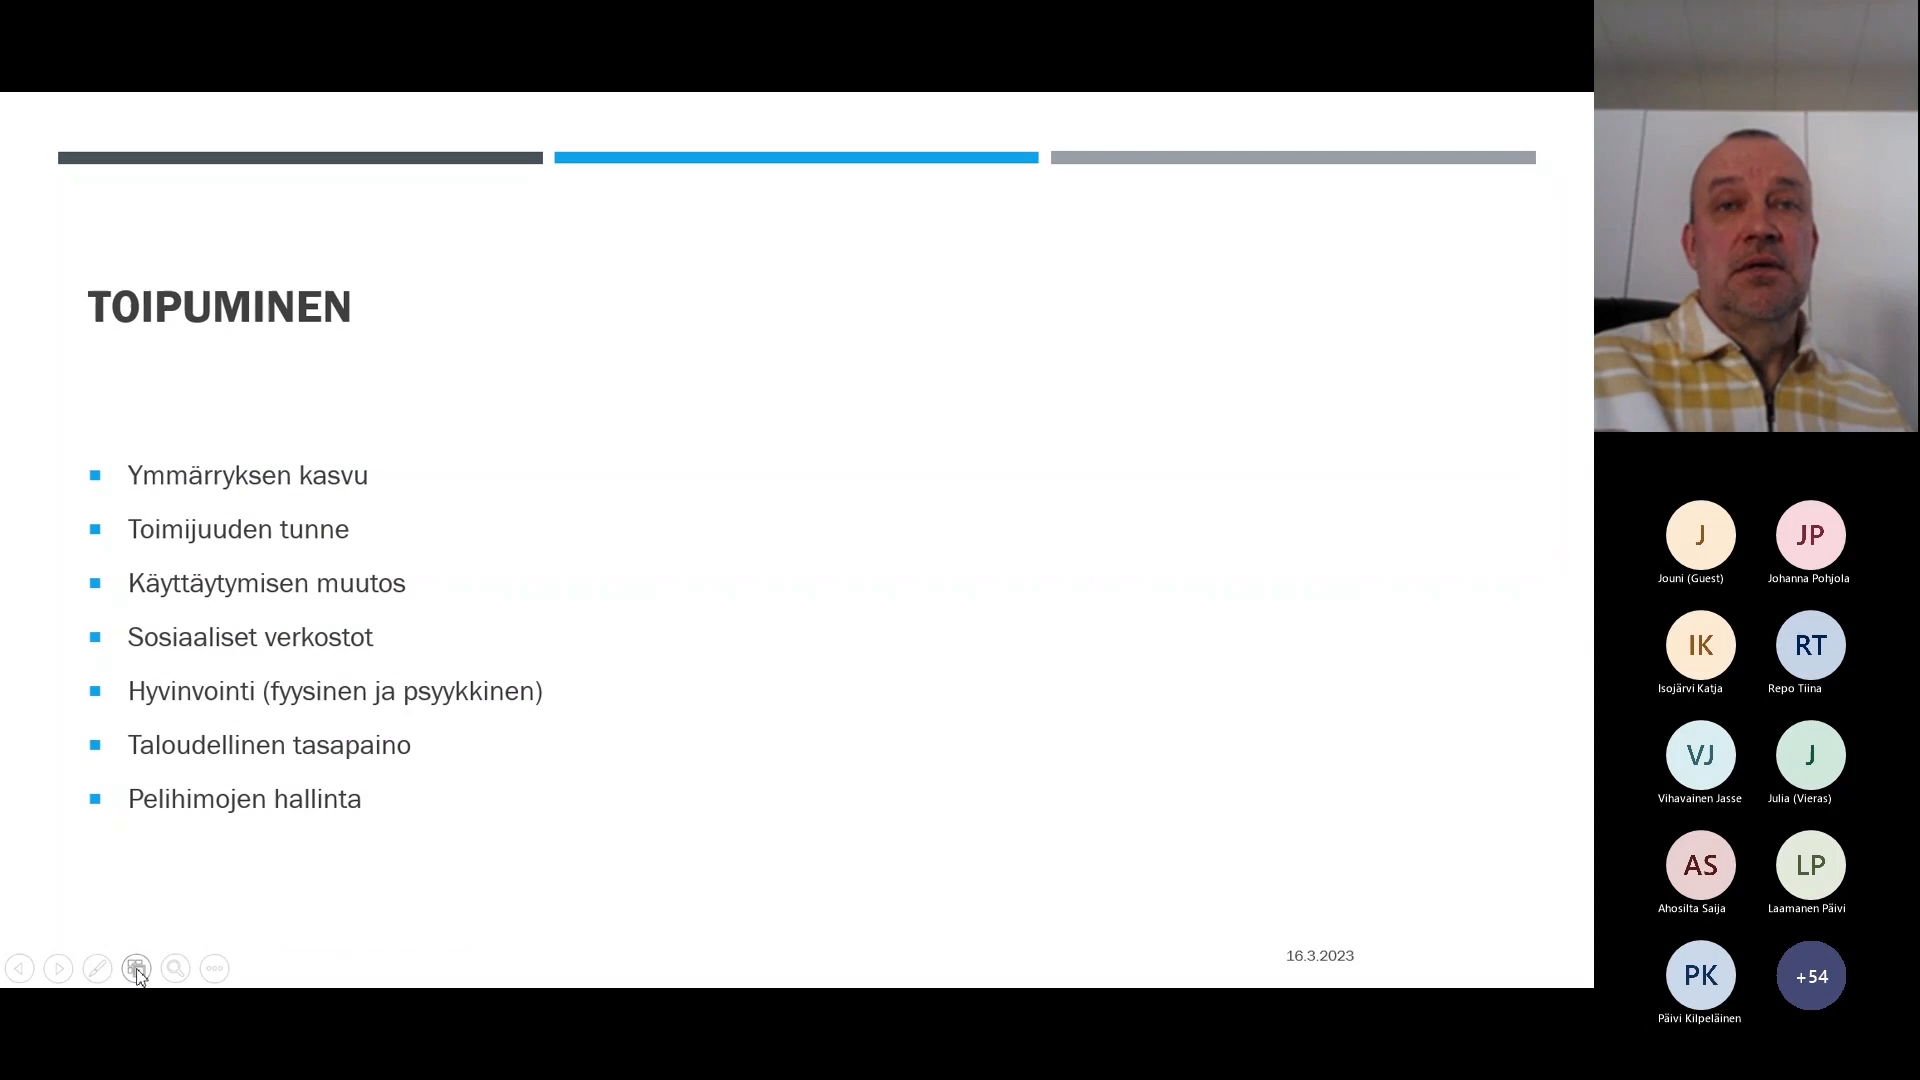 TOIPUMINEN
Ymmärryksen kasvu
Toimijuuden tunne
Käyttäytymisen muutos
Sosiaaliset verkostot
Hyvinvointi (fyysinen ja psyykkinen)
Taloudellinen tasapaino
Pelihimojen hallinta
16.3.2023
J
JP
Jouni (Guest)
Johanna Pohjola
IK
RT
Isojärvi Katja
Repo Tiina
VJ
J
Vihavainen Jasse
Julia (Vieras)
AS
LP
Ahosilta Saija
Laamanen Päivi
PK
+54
Päivi Kilpeläinen